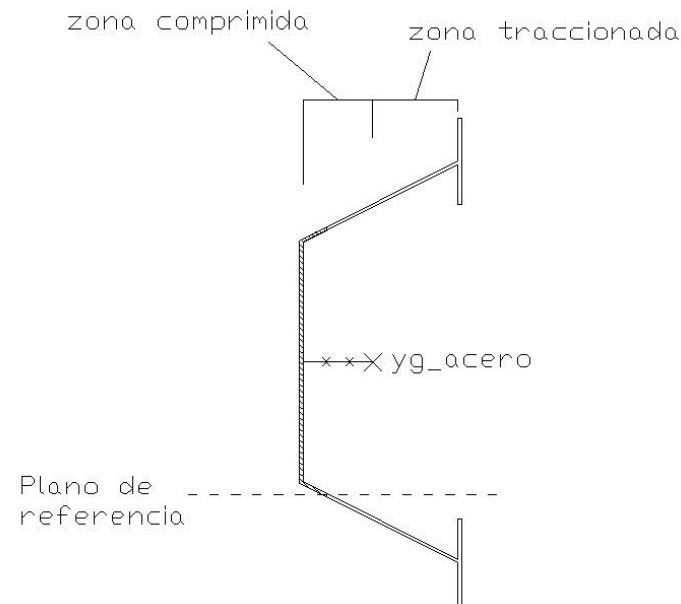 zona comprimida
zona traccionada
yg_acero
Plano de
referencia